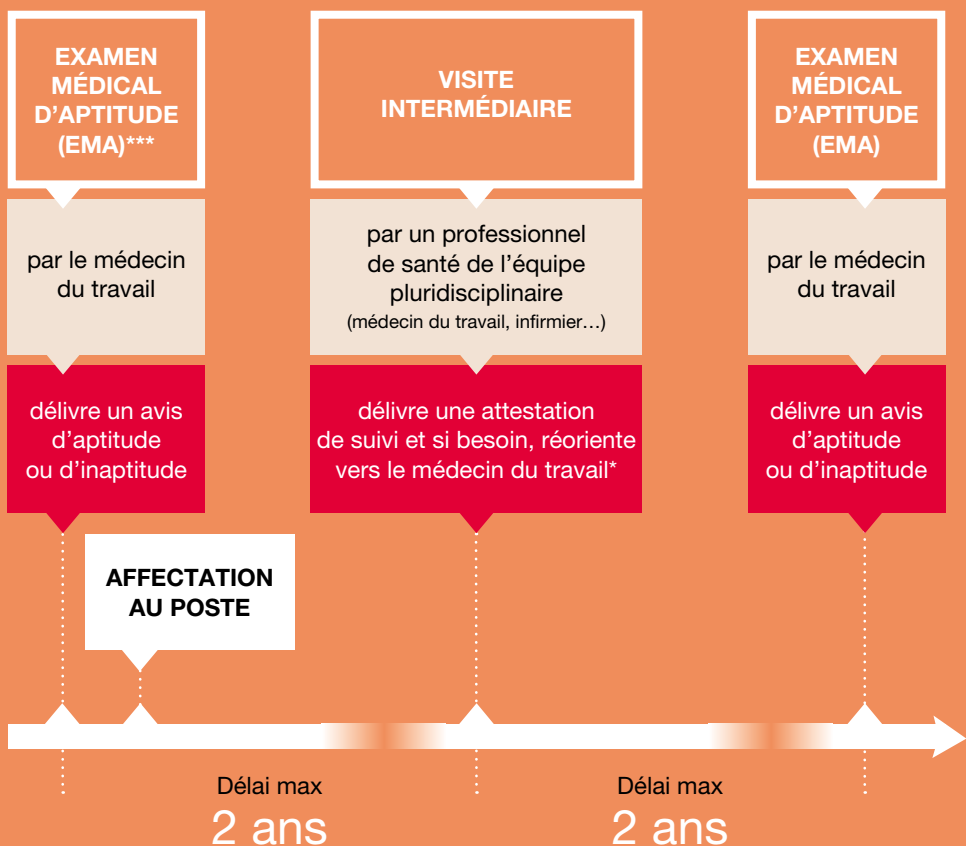 EXAMEN
MÉDICAL
D'APTITUDE
(EMA)***
par le médecin
du travail
délivre un avis
d'aptitude
ou d'inaptitude
AFFECTATION
AU POSTE
VISITE
INTERMÉDIAIRE
par un professionnel
de santé de l'équipe
pluridisciplinaire
(médecin du travail, infirmier…)
délivre une attestation
de suivi et si besoin, réoriente
vers le médecin du travail*
EXAMEN
MÉDICAL
D'APTITUDE
(EMA)
par le médecin
du travail
délivre un avis
d'aptitude
ou d'inaptitude
Délai max
2 ans
Délai max
2 ans